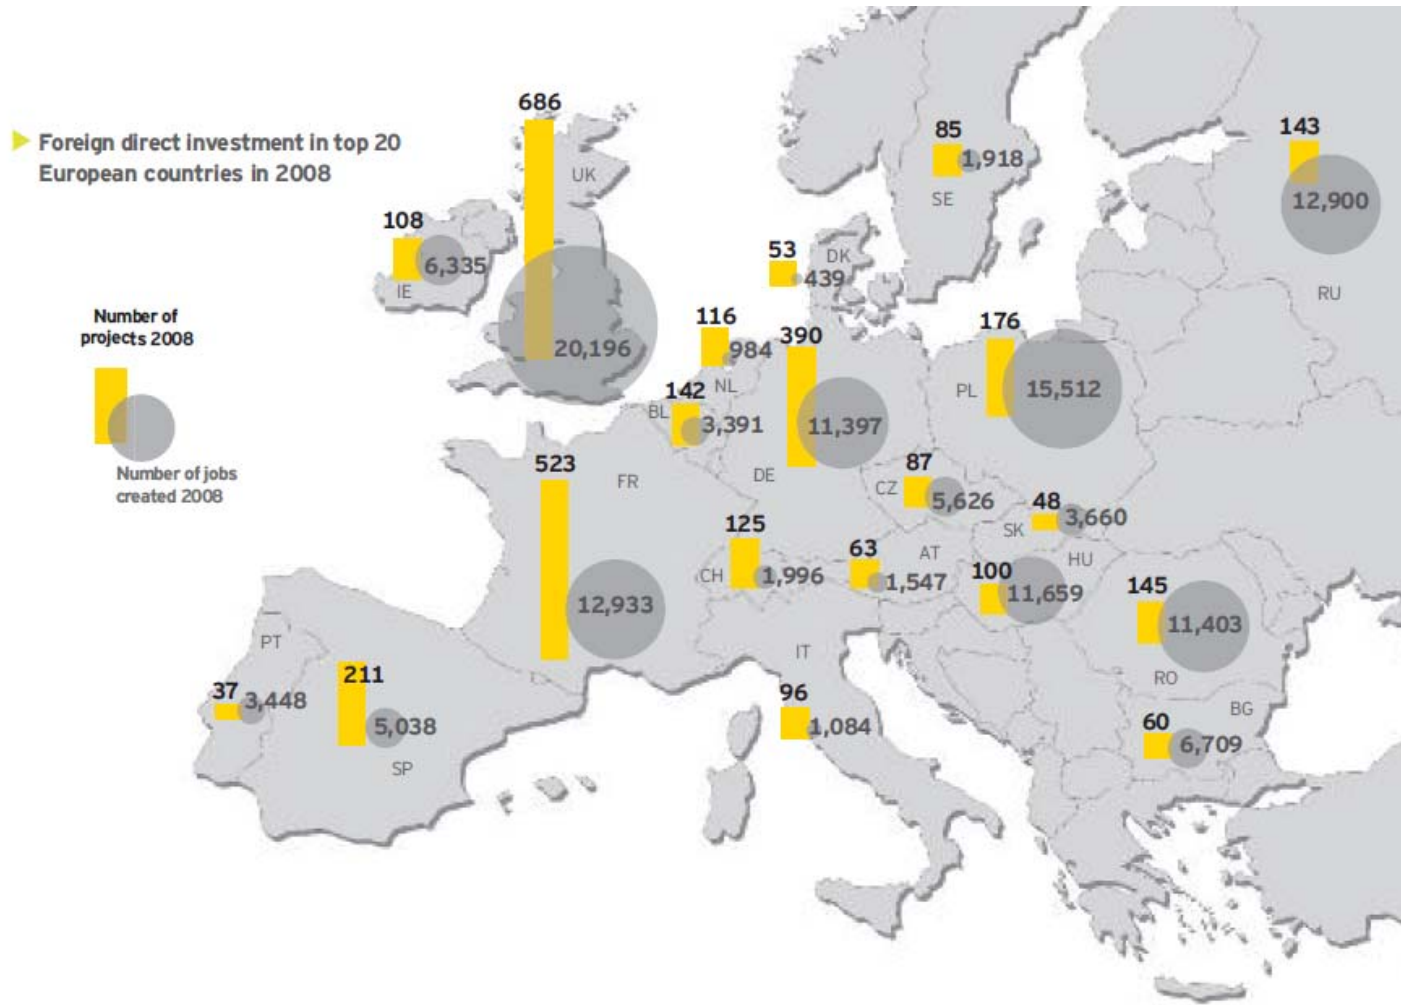 Foreign direct investment in top 20
European countries in 2008
Number of
projects 2008
Number of jobs
created 2008
686
UK
20,196
108
6,335
IE
85
1,918
SE
143
12,900
RU
53
DK
439
116
984
NL
390
11,397
DE
176
PL
15,512
142
BL
3,391
523
FR
12,933
87
CZ
5,626
48
SK
3,660
125
CH
1,996
63
AT
1,547
HU
100
11,659
145
11,403
RO
PT
37
3,448
211
5,038
SP
IT
96
1,084
BG
60
6,709